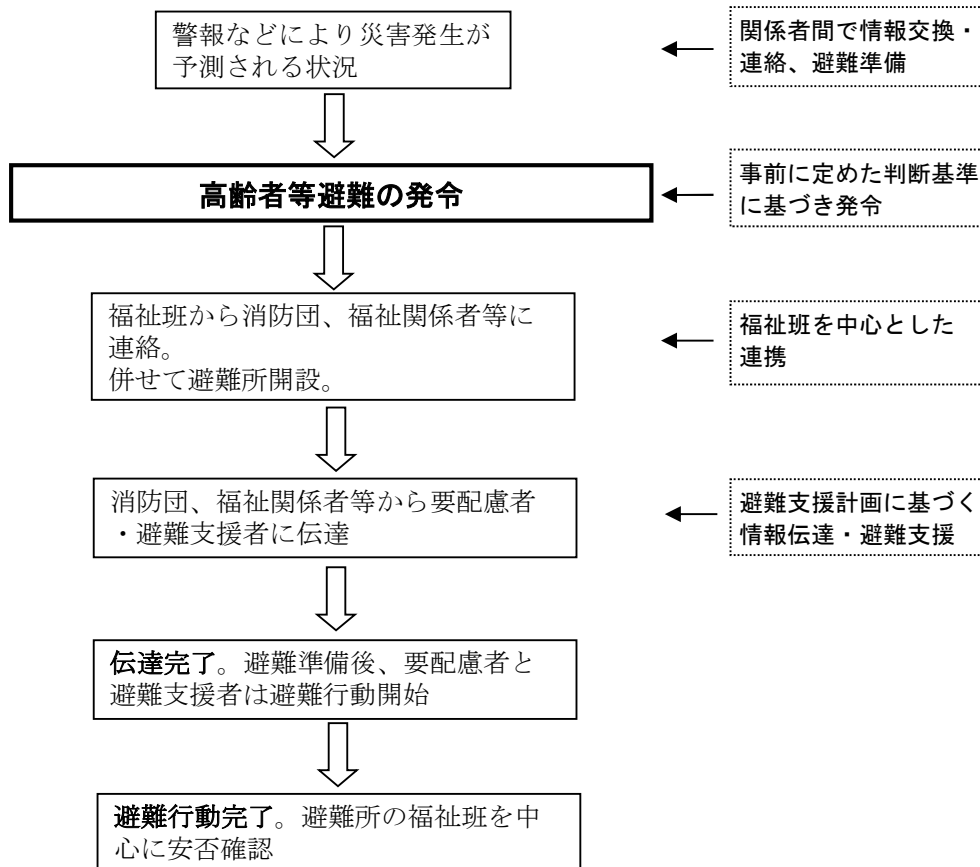 警報などにより災害発生が
予測される状況
関係者間で情報交換・
連絡、避難準備
高齢者等避難の発令
事前に定めた判断基準
に基づき発令
福祉班から消防団、福祉関係者等に
連絡。
併せて避難所開設。
福祉班を中心とした
連携
消防団、福祉関係者等から要配慮者
・避難支援者に伝達
避難支援計画に基づく
情報伝達・避難支援
伝達完了。避難準備後、要配慮者と
避難支援者は避難行動開始
避難行動完了。避難所の福祉班を中
心に安否確認